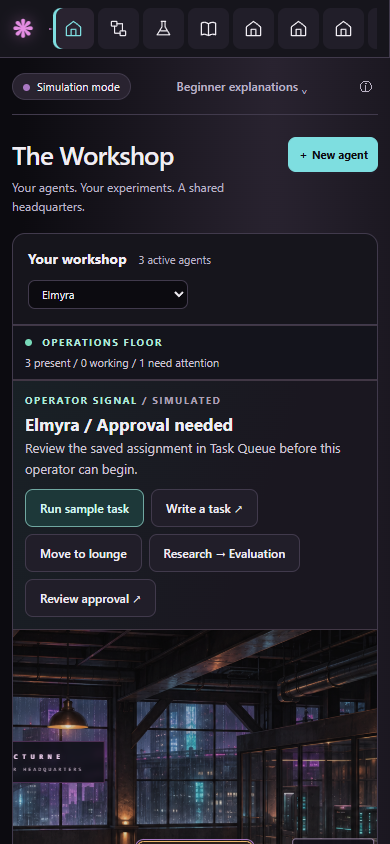 Simulation mode
Beginner explanations
The Workshop
+ New agent
Your agents. Your experiments. A shared
headquarters.
Your workshop 3 active agents
Elmyra
OPERATIONS FLOOR
3 present / 0 working / 1 need attention
OPERATOR SIGNAL / SIMULATED
Elmyra / Approval needed
Review the saved assignment in Task Queue before this
operator can begin.
Run sample task
Write a task ↗
Move to lounge
Research → Evaluation
Review approval ↗
CTURNE
HEADQUARTERS